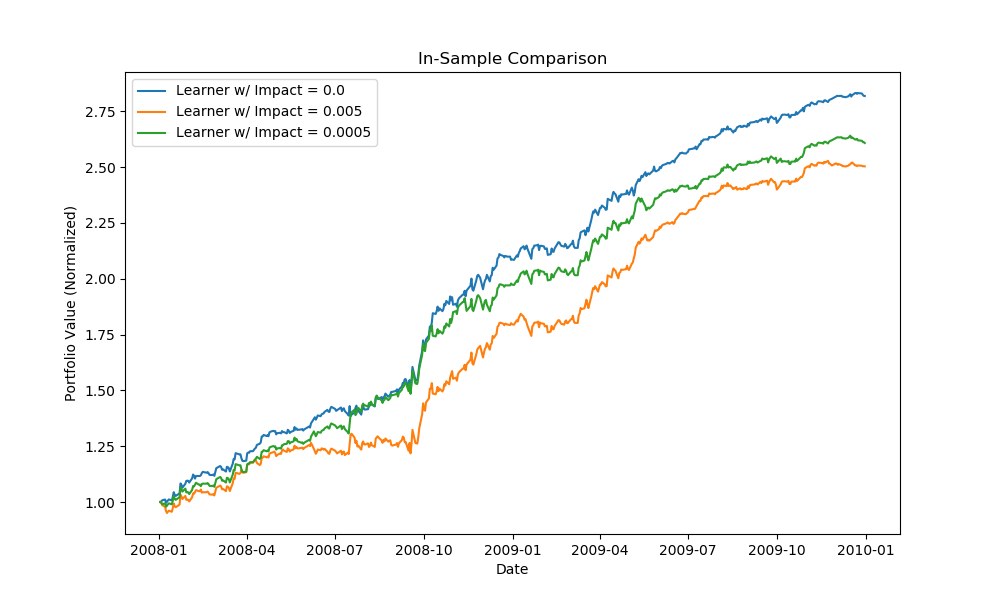 In-Sample Comparison
Learner w/ Impact = 0.0
Learner w/ Impact = 0.005
Learner w/ Impact = 0.0005
Portfolio Value (Normalized)
2.75
2.50
2.25
2.00
1.75
1.50
1.25
1.00
2008-01 2008-04 2008-07 2008-10 2009-01 2009-04 2009-07 2009-10 2010-01
Date